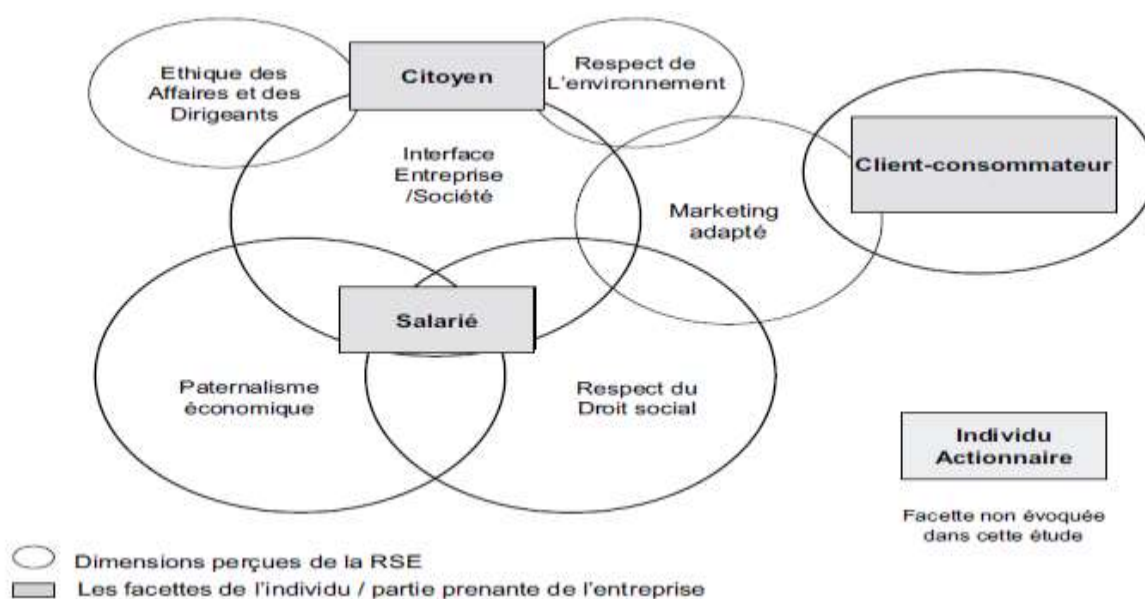 Ethique des
Affaires et des
Dirigeants
Citoyen
Respect de
L'environnement
Interface
Entreprise
/Société
Client-consommateur
Marketing
adapté
Salarié
Paternalisme
économique
Respect du
Droit social
Individu
Actionnaire
Facette non évoquée
dans cette étude
Dimensions perçues de la RSE
Les facettes de l'individu / partie prenante de l'entreprise